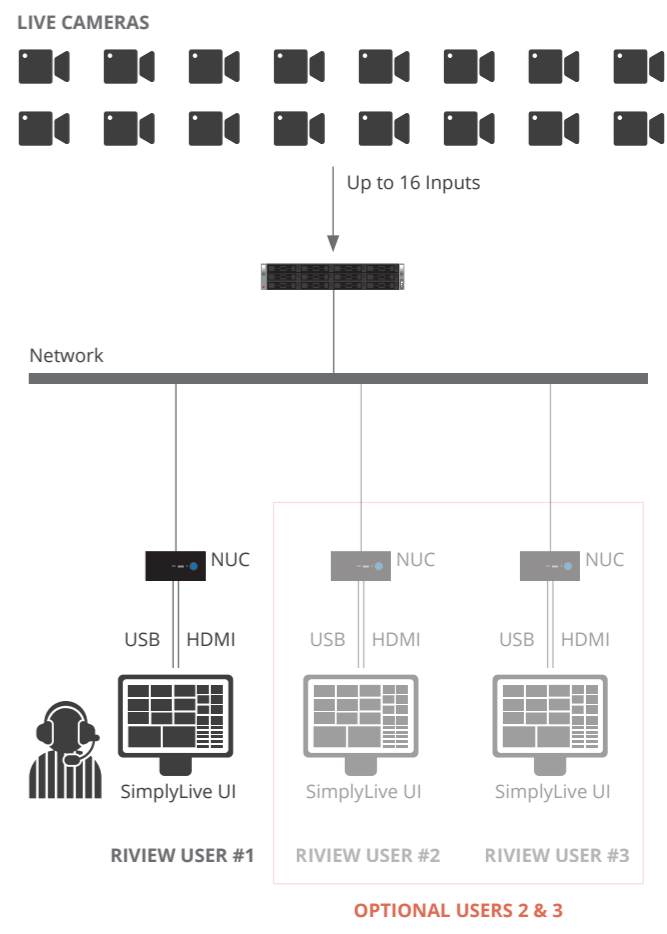 LIVE CAMERAS
Up to 16 Inputs
Network
NUC
NUC
NUC
USB HDMI
USB HDMI
USB HDMI
SimplyLive UI
SimplyLive UI
SimplyLive UI
RIVIEW USER #1
RIVIEW USER #2
RIVIEW USER #3
OPTIONAL USERS 2 & 3